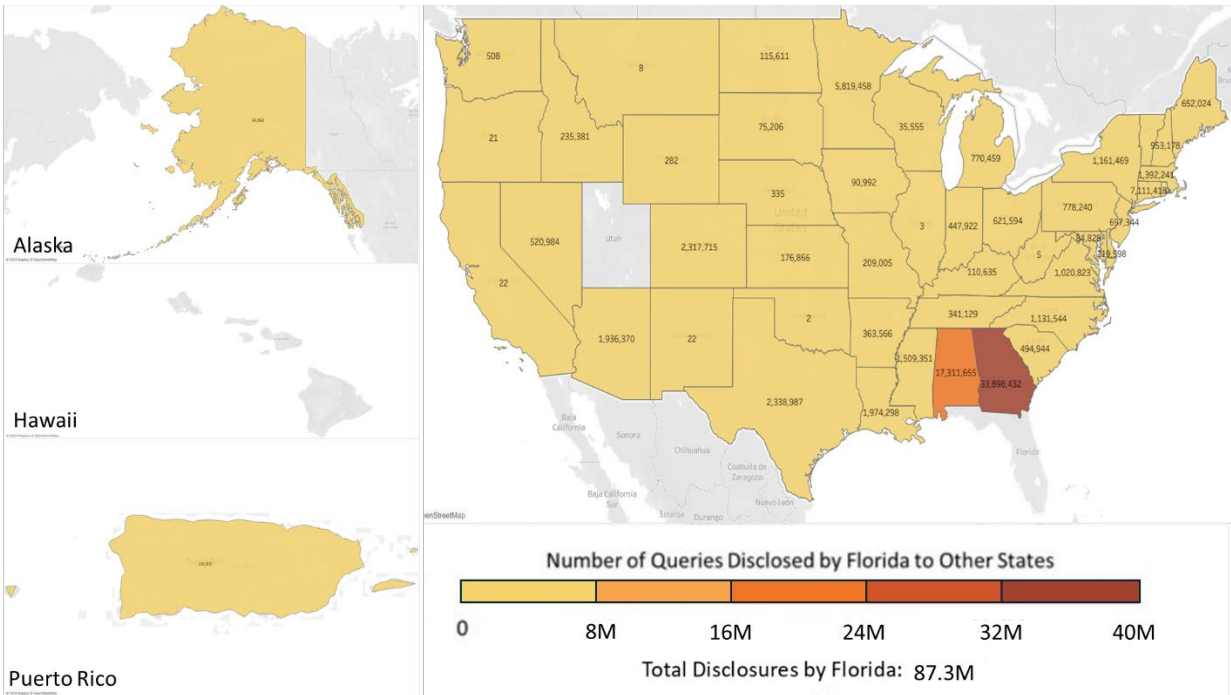 Alaska
Hawaii
Puerto Rico
508
8
115,611
5,819,458
21
235,381
282
75,206
35,555
770,459
652,024
953,178
1,161,469
1,392,241
520,984
Utah
2,317,715
335
United
States
90,992
3
447,922
621,594
778,240
697,344
22
176,866
209,005
110,635
5
1,020,823
1,936,370
22
2
363,566
341,129
1,131,544
494,944
2,338,987
1,974,298
1,509,351
17,311,655
33,898,432
Florida
Baja
California
Sonora
Chihuahua
Coahuila de
Zaragoza
Baja California
Sur
Sinaloa
Durango
Nuevo León
enStreetMap
Number of Queries Disclosed by Florida to Other States
0 8M 16M 24M 32M 40M
Total Disclosures by Florida: 87.3M